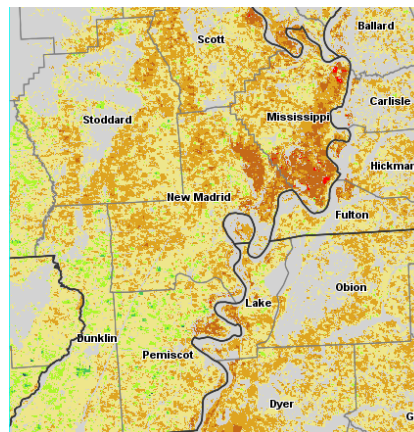 Ballard
Scott
Carlisle
Mississippi
Stoddard
Hickman
New Madrid
Fulton
Obion
Lake
Dunklin
Pemiscot
Dyer
G